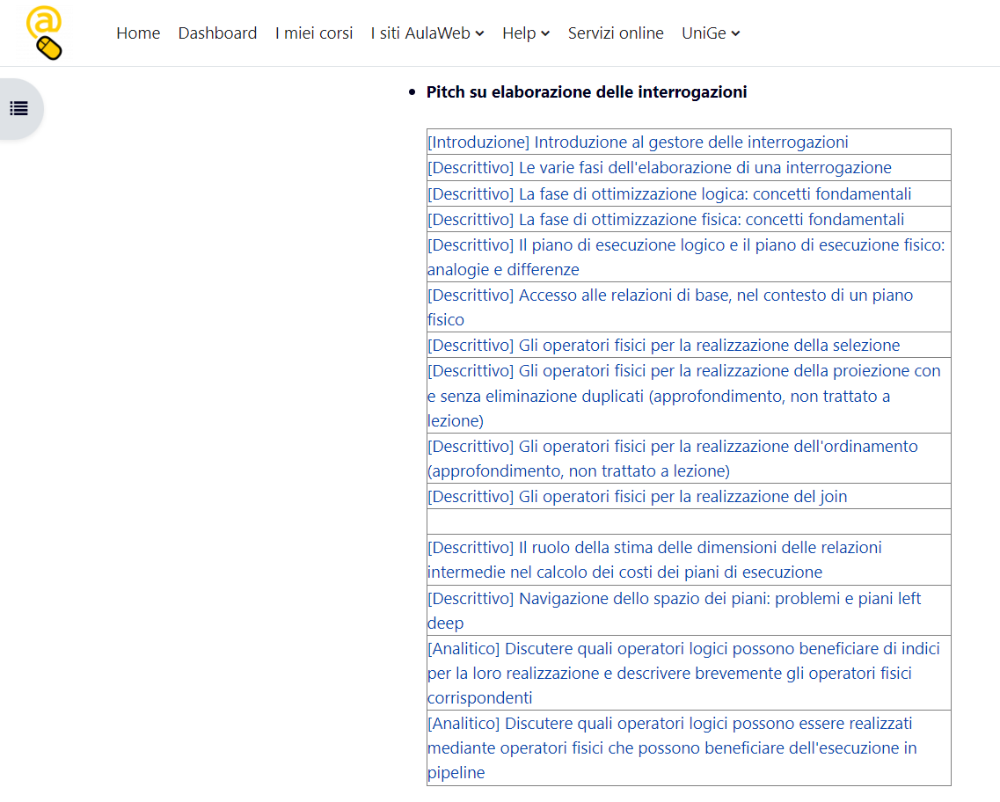 @
Home Dashboard I miei corsi I siti AulaWeb Help Servizi online UniGe
Pitch su elaborazione delle interrogazioni
[Introduzione] Introduzione al gestore delle interrogazioni
[Descrittivo] Le varie fasi dell'elaborazione di una interrogazione
[Descrittivo] La fase di ottimizzazione logica: concetti fondamentali
[Descrittivo] La fase di ottimizzazione fisica: concetti fondamentali
[Descrittivo] Il piano di esecuzione logico e il piano di esecuzione fisico:
analogie e differenze
[Descrittivo] Accesso alle relazioni di base, nel contesto di un piano
fisico
[Descrittivo] Gli operatori fisici per la realizzazione della selezione
[Descrittivo] Gli operatori fisici per la realizzazione della proiezione con
e senza eliminazione duplicati (approfondimento, non trattato a
lezione)
[Descrittivo] Gli operatori fisici per la realizzazione dell'ordinamento
(approfondimento, non trattato a lezione)
[Descrittivo] Gli operatori fisici per la realizzazione del join
[Descrittivo] Il ruolo della stima delle dimensioni delle relazioni
intermedie nel calcolo dei costi dei piani di esecuzione
[Descrittivo] Navigazione dello spazio dei piani: problemi e piani left
deep
[Analitico] Discutere quali operatori logici possono beneficiare di indici
per la loro realizzazione e descrivere brevemente gli operatori fisici
corrispondenti
[Analitico] Discutere quali operatori logici possono essere realizzati
mediante operatori fisici che possono beneficiare dell'esecuzione in
pipeline